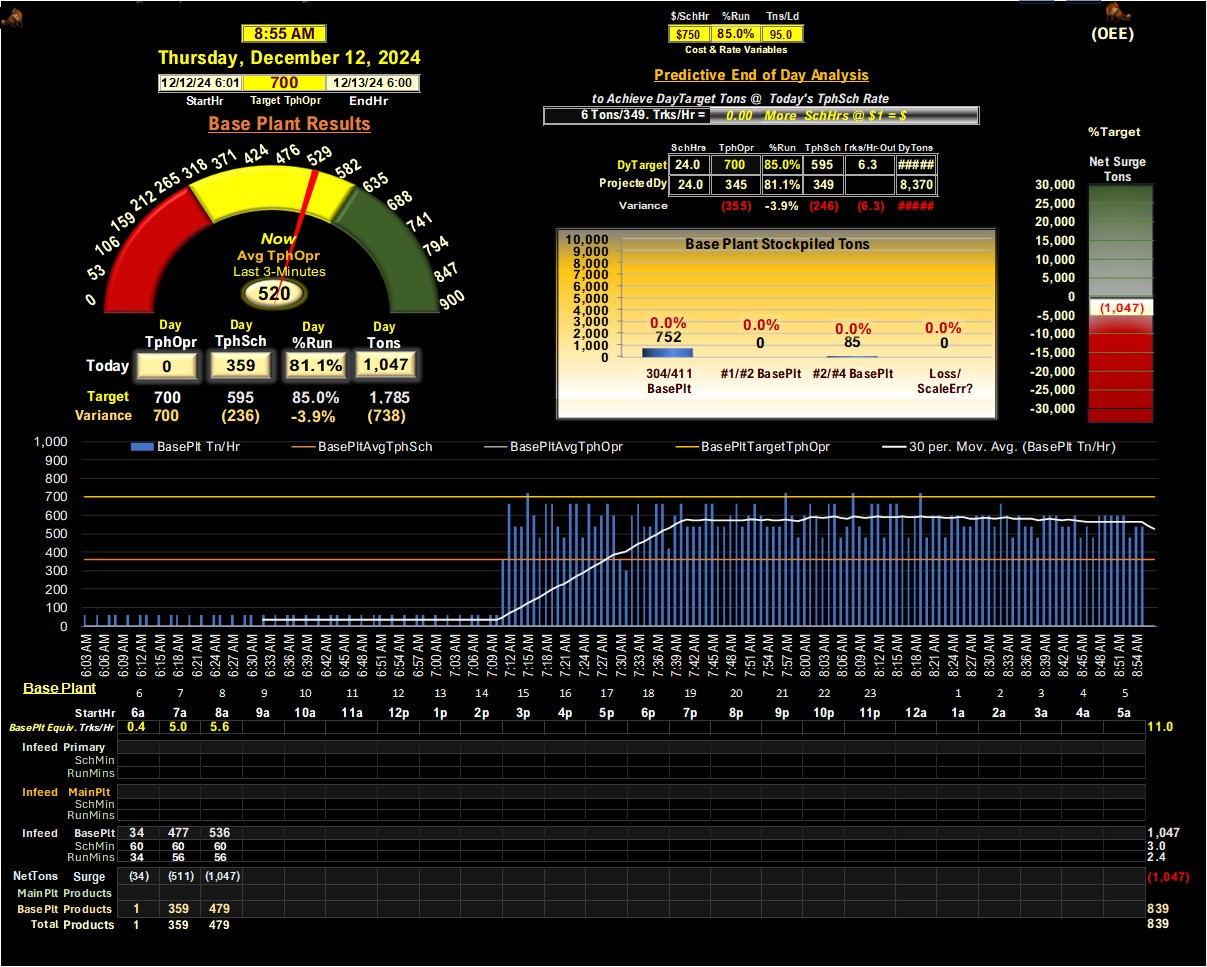 8:55 AM
Thursday, December 12, 2024
12/12/24 6:01 700 12/13/24 6:00
StartHr Target TphOpr EndHr
Base Plant Results
0 53 106 159 212 265 318 371 424 476 529 582 635 688 741 794 847 900
Now
Avg TphOpr
Last 3-Minutes
520
Day Day Day Day
TphOpr TphSch %Run Tons
Today 0 359 81.1% 1,047
Target 700 595 85.0% 1,785
Variance 700 (236) -3.9% (738)
$/SchHr %Run Tns/Ld
$750 85.0% 95.0
Cost & Rate Variables
Predictive End of Day Analysis
to Achieve DayTarget Tons @ Today's TphSch Rate
6 Tons/349. Trks/Hr = 0.00 More SchHrs @ $1 = $
SchHrs TphOpr %Run TphSch Trks/Hr-Out DyTons
DyTarget 24.0 700 85.0% 595 6.3 #####
ProjectedDy 24.0 345 81.1% 349 8,370
Variance (355) -3.9% (246) (6.3) #####
Base Plant Stockpiled Tons
10,000
9,000
8,000
7,000
6,000
5,000
4,000
3,000
2,000
1,000
0
0.0% 0.0% 0.0% 0.0%
752 0 85 0
304/411 BasePlt
#1/#2 BasePlt
#2/#4 BasePlt
Loss/ ScaleErr?
(OEE)
%Target
Net Surge
Tons
30,000
25,000
20,000
15,000
10,000
5,000
0
(1,047)
-5,000
-10,000
-15,000
-20,000
-25,000
-30,000
BasePlt Tn/Hr BasePltAvgTphSch BasePltAvgTphOpr BasePltTargetTphOpr 30 per. Mov. Avg. (BasePlt Tn/Hr)
1,000
900
800
700
600
500
400
300
200
100
0
6:03 AM 6:06 AM 6:09 AM 6:12 AM 6:15 AM 6:18 AM 6:21 AM 6:24 AM 6:27 AM 6:30 AM 6:33 AM 6:36 AM 6:39 AM 6:42 AM 6:45 AM 6:48 AM 6:51 AM 6:54 AM 6:57 AM 7:00 AM 7:03 AM 7:06 AM 7:09 AM 7:12 AM 7:15 AM 7:18 AM 7:21 AM 7:24 AM 7:27 AM 7:30 AM 7:33 AM 7:36 AM 7:39 AM 7:42 AM 7:45 AM 7:48 AM 7:51 AM 7:54 AM 7:57 AM 8:00 AM 8:03 AM 8:06 AM 8:09 AM 8:12 AM 8:15 AM 8:18 AM 8:21 AM 8:24 AM 8:27 AM 8:30 AM 8:33 AM 8:36 AM 8:39 AM 8:42 AM 8:45 AM 8:48 AM 8:51 AM 8:54 AM
Base Plant 6 7 8 9 10 11 12 13 14 15 16 17 18 19 20 21 22 23 1 2 3 4 5
StartHr 6a 7a 8a 9a 10a 11a 12p 1p 2p 3p 4p 5p 6p 7p 8p 9p 10p 11p 12a 1a 2a 3a 4a 5a
BasePlt Equiv. Trks/Hr 0.4 5.0 5.6 11.0
Infeed Primary
SchMin
RunMins
Infeed MainPlt
SchMin
RunMins
Infeed BasePlt 34 477 536 1,047
SchMin 60 60 60 3.0
RunMins 34 56 56 2.4
NetTons Surge (34) (511) (1,047) (1,047)
MainPlt Products
BasePlt Products 1 359 479 839
Total Products 1 359 479 839